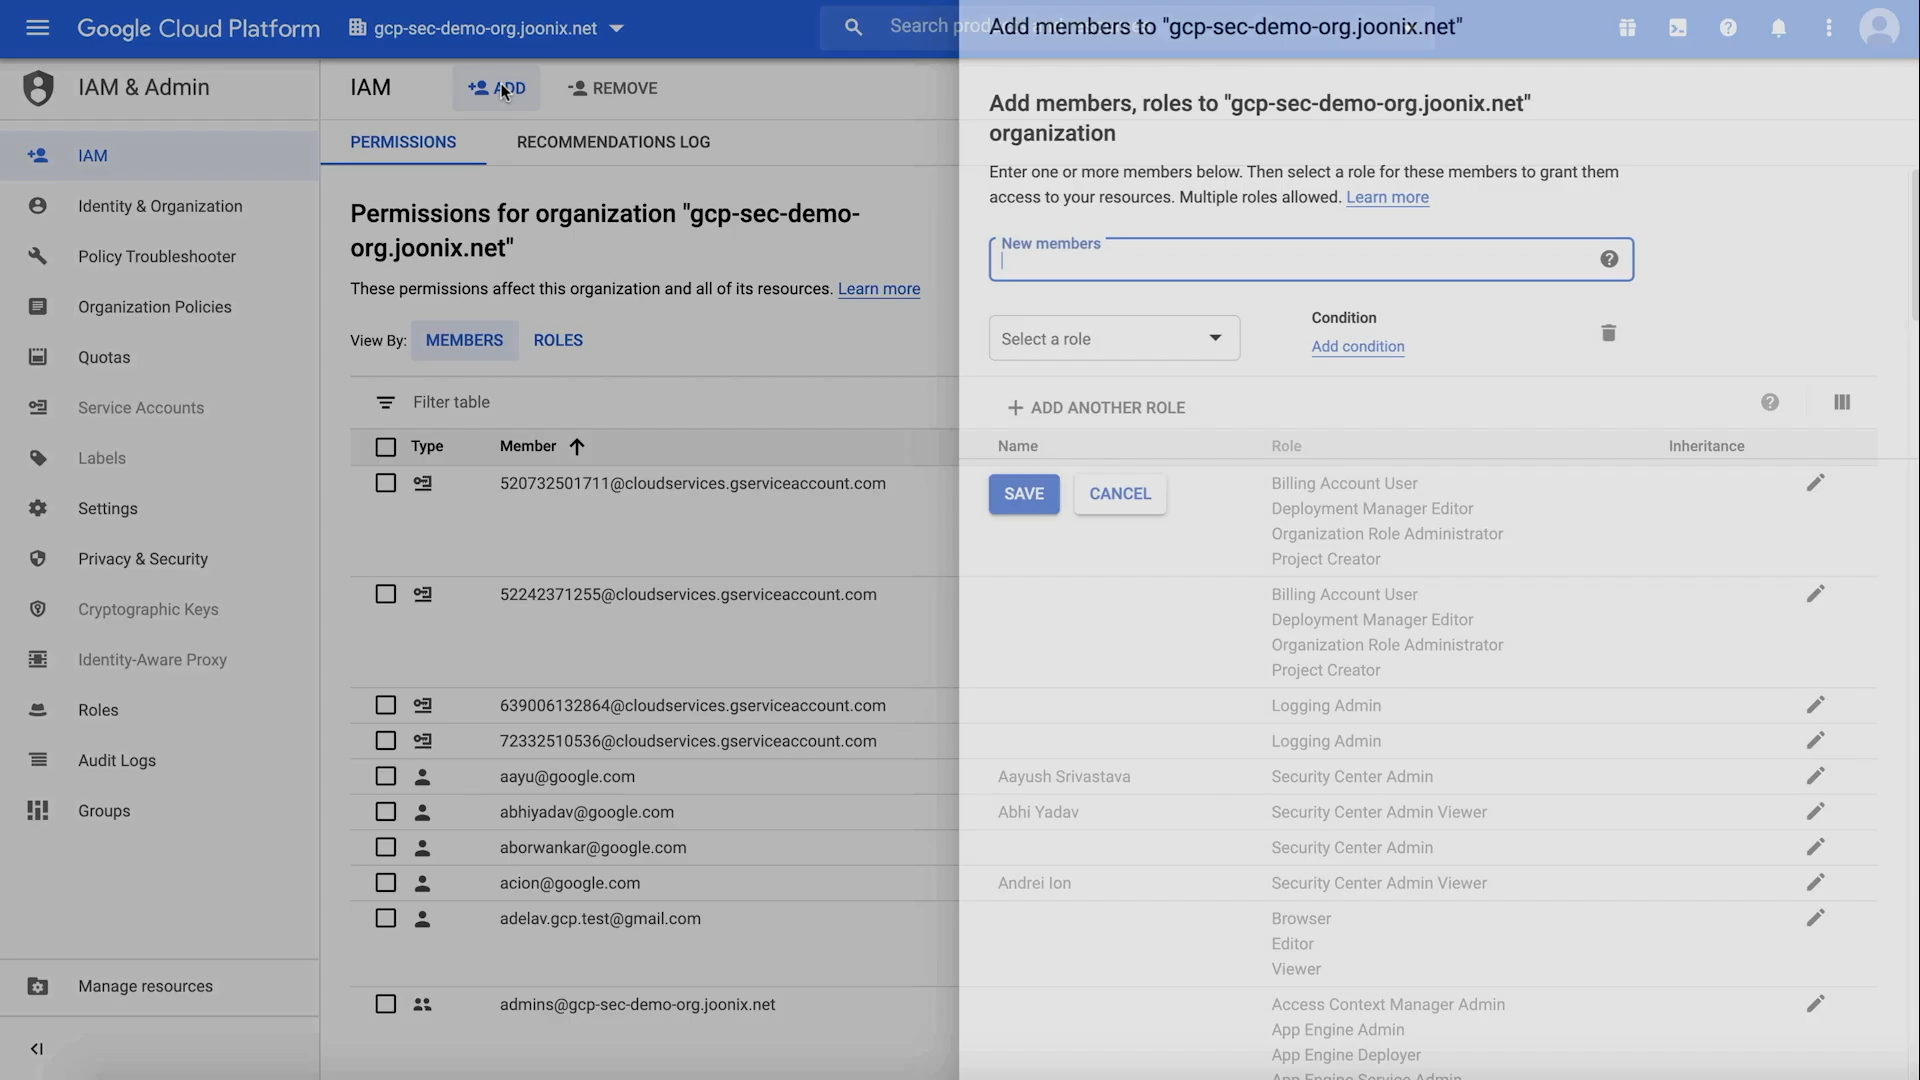 Google Cloud Platform
gcp-sec-demo-org.joonix.net
Search
Add members to "gcp-sec-demo-org.joonix.net"
IAM & Admin
IAM
Identity & Organization
Policy Troubleshooter
Organization Policies
Quotas
Service Accounts
Labels
Settings
Privacy & Security
Cryptographic Keys
Identity-Aware Proxy
Roles
Audit Logs
Groups
Manage resources
IAM
ADD
REMOVE
PERMISSIONS
RECOMMENDATIONS LOG
Permissions for organization "gcp-sec-demo-
org.joonix.net"
These permissions affect this organization and all of its resources. Learn more
View By: MEMBERS ROLES
Filter table
Add members, roles to "gcp-sec-demo-org.joonix.net"
organization
Enter one or more members below. Then select a role for these members to grant them
access to your resources. Multiple roles allowed. Learn more
New members
Select a role
Condition
Add condition
ADD ANOTHER ROLE
SAVE
CANCEL
Type Member Name Role Inheritance
520732501711@cloudservices.gserviceaccount.com Billing Account User
Deployment Manager Editor
Organization Role Administrator
Project Creator
52242371255@cloudservices.gserviceaccount.com Billing Account User
Deployment Manager Editor
Organization Role Administrator
Project Creator
639006132864@cloudservices.gserviceaccount.com Logging Admin
72332510536@cloudservices.gserviceaccount.com Logging Admin
aayu@google.com Aayush Srivastava Security Center Admin
abhiyadav@google.com Abhi Yadav Security Center Admin Viewer
aborwankar@google.com Security Center Admin
acion@google.com Andrei Ion Security Center Admin Viewer
adelav.gcp.test@gmail.com Browser
Editor
Viewer
admins@gcp-sec-demo-org.joonix.net Access Context Manager Admin
App Engine Admin
App Engine Deployer
App Engine Service Admin